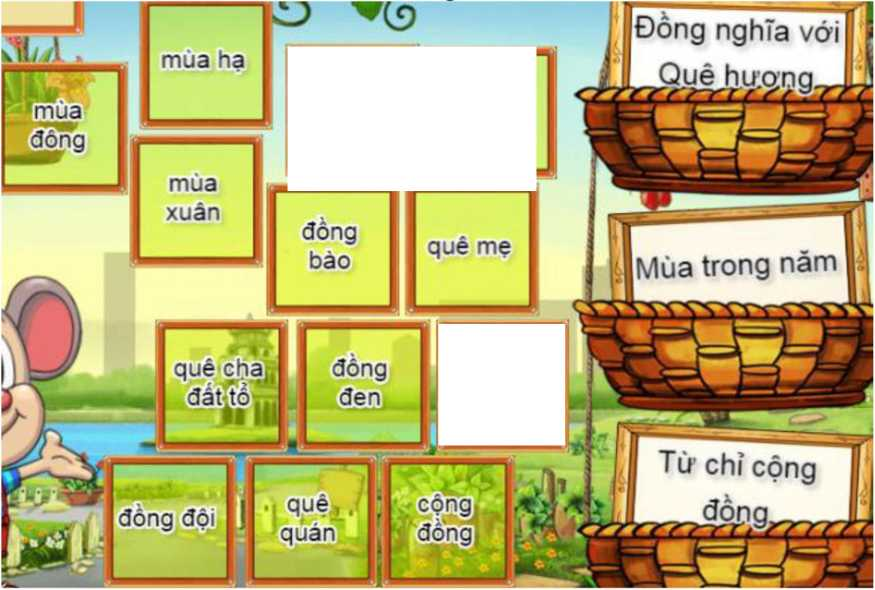 mùa hạ
mùa
đông
mùa
xuân
đồng
bào
quê mẹ
quê cha
đất tổ
đồng
đen
đồng đội
quê
quán
cộng
đồng
Đồng nghĩa với
Quê hương
Mùa trong năm
Từ chỉ cộng
đồng